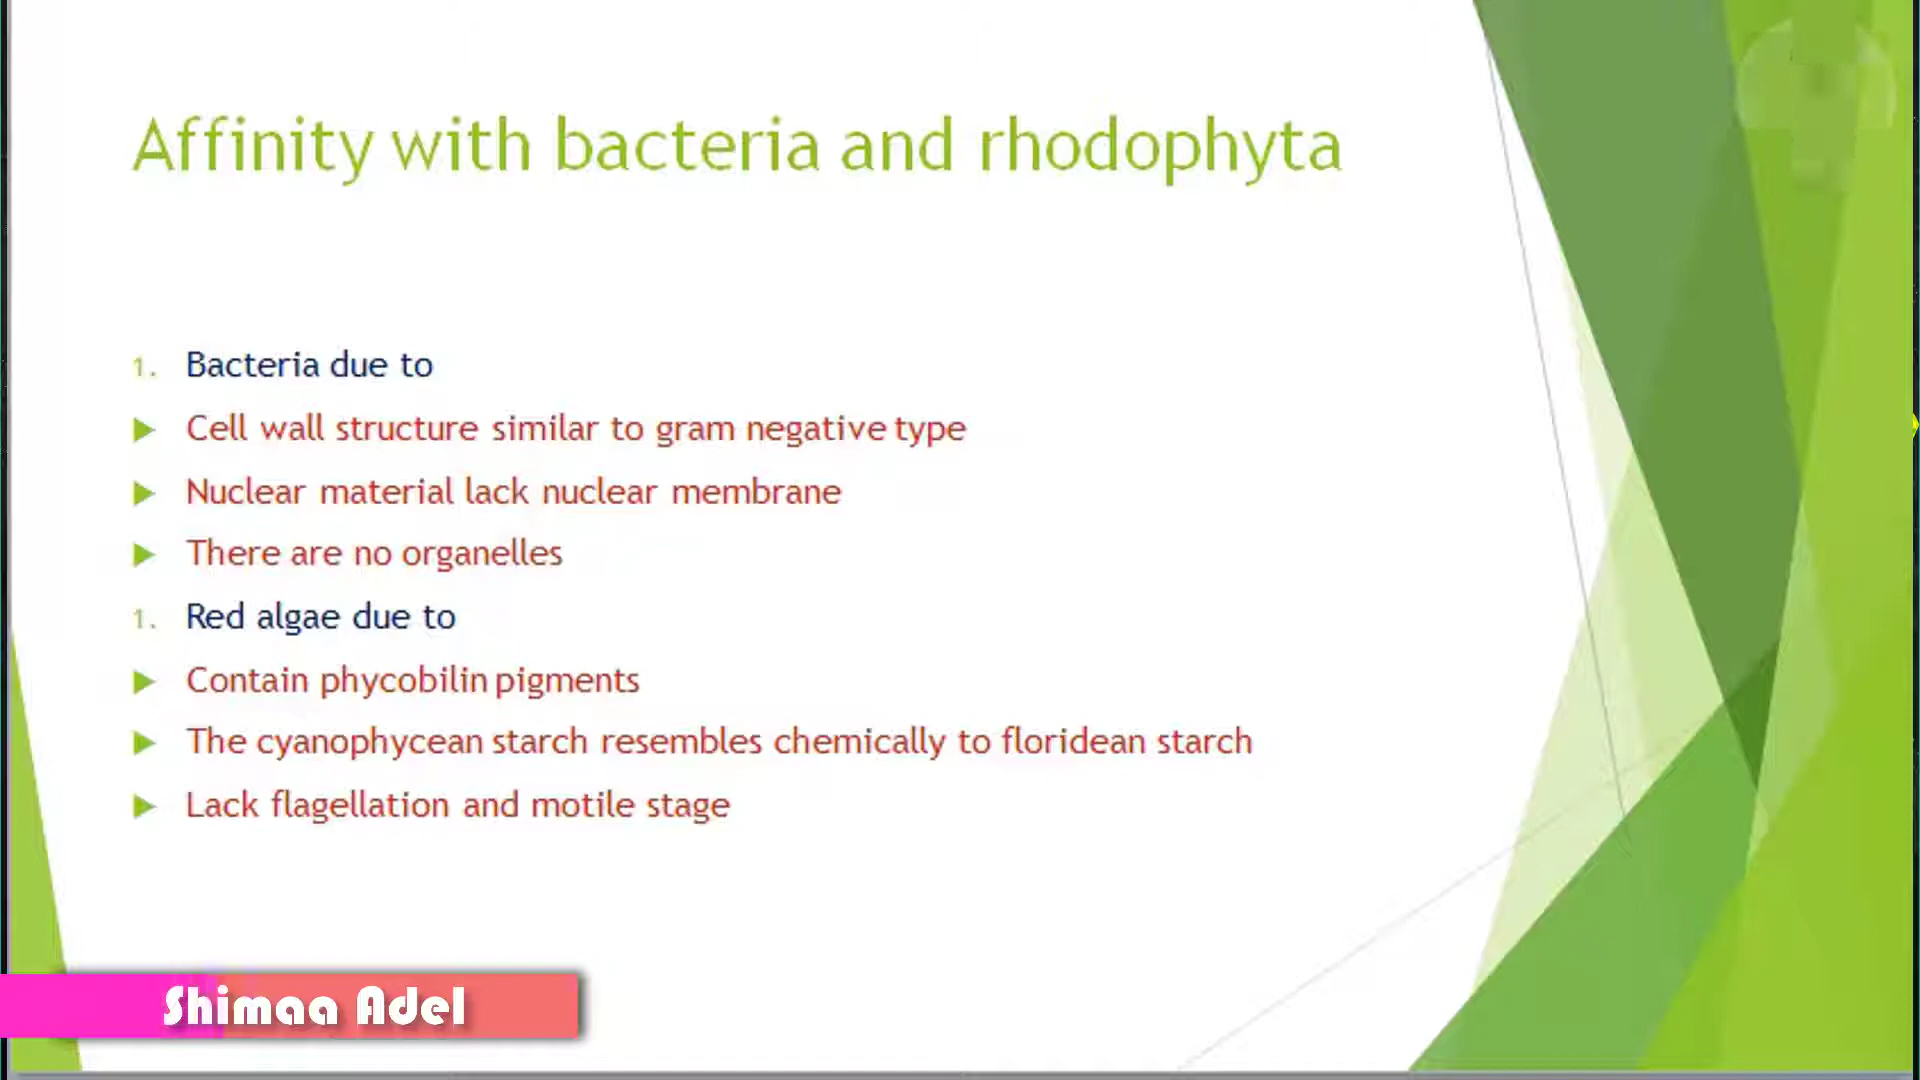 Affinity with bacteria and rhodophyta
1. Bacteria due to
Cell wall structure similar to gram negative type
Nuclear material lack nuclear membrane
There are no organelles
1. Red algae due to
Contain phycobilin pigments
The cyanophycean starch resembles chemically to floridean starch
Lack flagellation and motile stage
Shimaa Adel